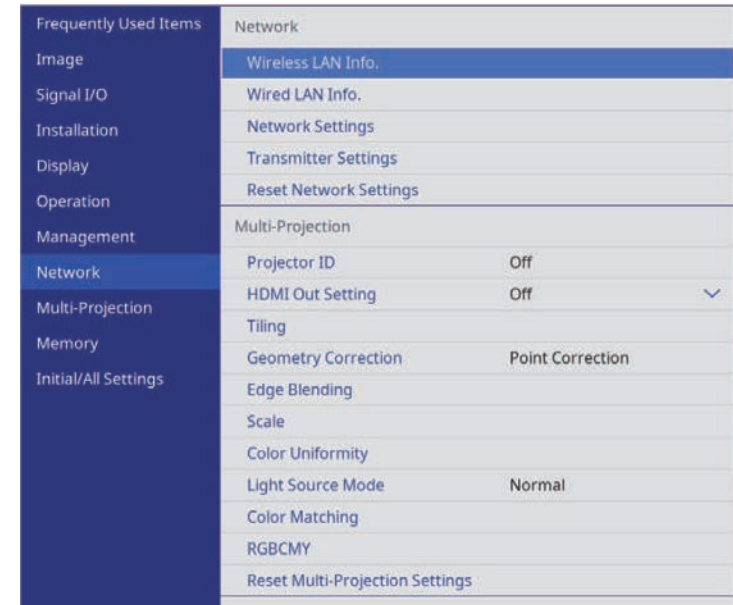 Frequently Used Items
Image
Signal I/O
Installation
Display
Operation
Management
Network
Multi-Projection
Memory
Initial/All Settings
Network
Wireless LAN Info.
Wired LAN Info.
Network Settings
Transmitter Settings
Reset Network Settings
Multi-Projection
Projector ID Off
HDMI Out Setting Off
Tiling
Geometry Correction Point Correction
Edge Blending
Scale
Color Uniformity
Light Source Mode Normal
Color Matching
RGBCMY
Reset Multi-Projection Settings